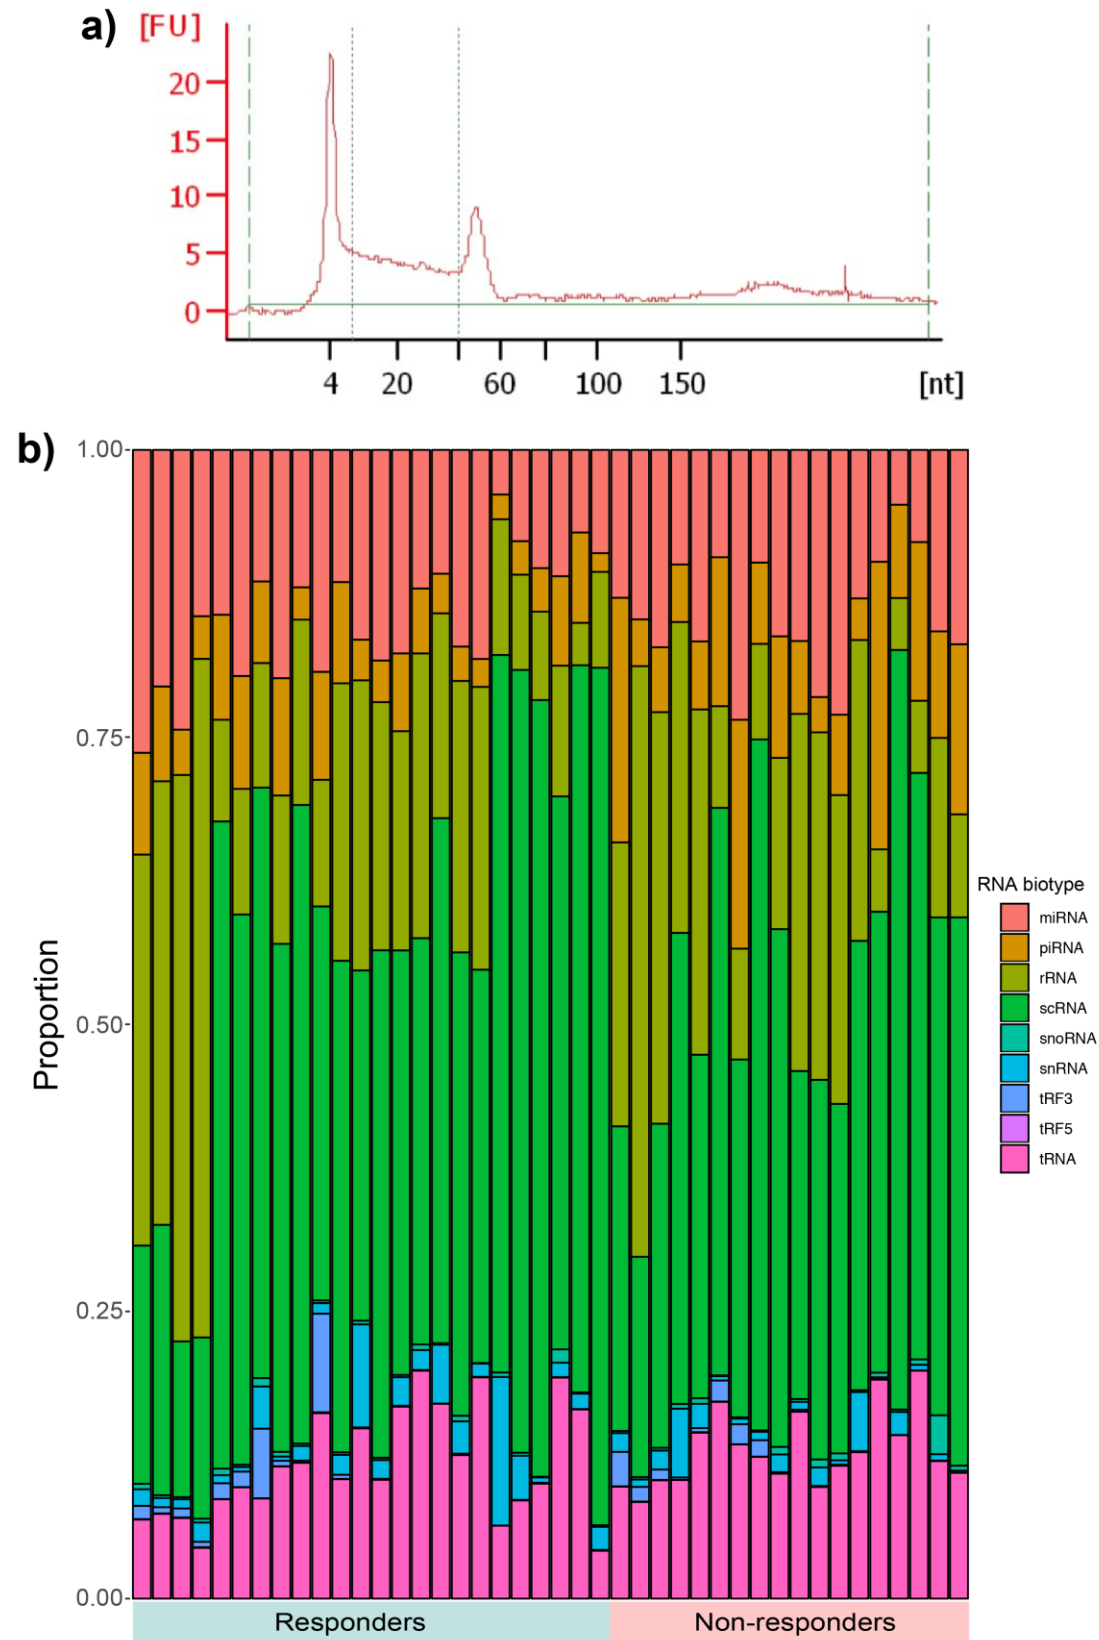 a) [FU]
20
15
10
5
0
4 20 60 100 150 [nt]
b) 1.00
0.75
0.50
0.25
0.00
Proportion
Responders Non-responders
RNA biotype
miRNA
piRNA
rRNA
scRNA
snoRNA
snRNA
tRF3
tRF5
tRNA